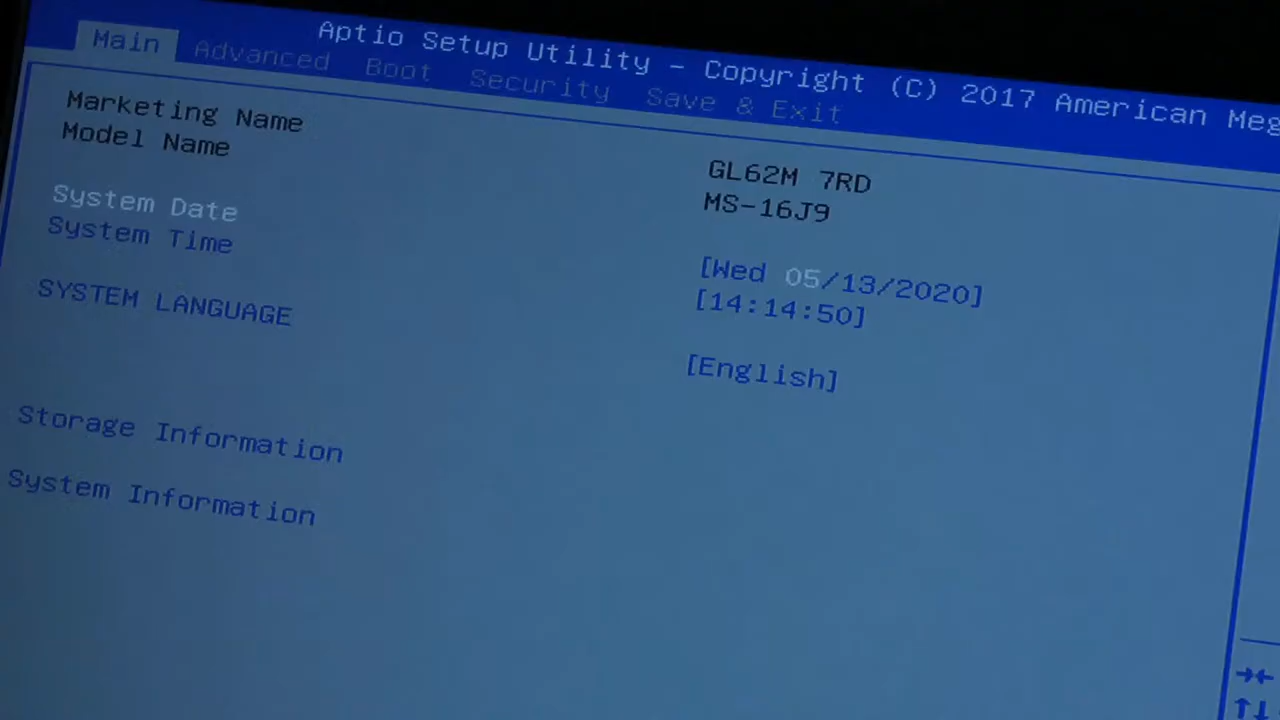 Aptio Setup Utility - Copyright (C) 2017 American
Main Advanced Boot Security Save & Exit
Marketing Name GL62M 7RD
Model Name MS-16J9
System Date [Wed 05/13/2020]
System Time [14:14:50]
SYSTEM LANGUAGE [English]
Storage Information
System Information